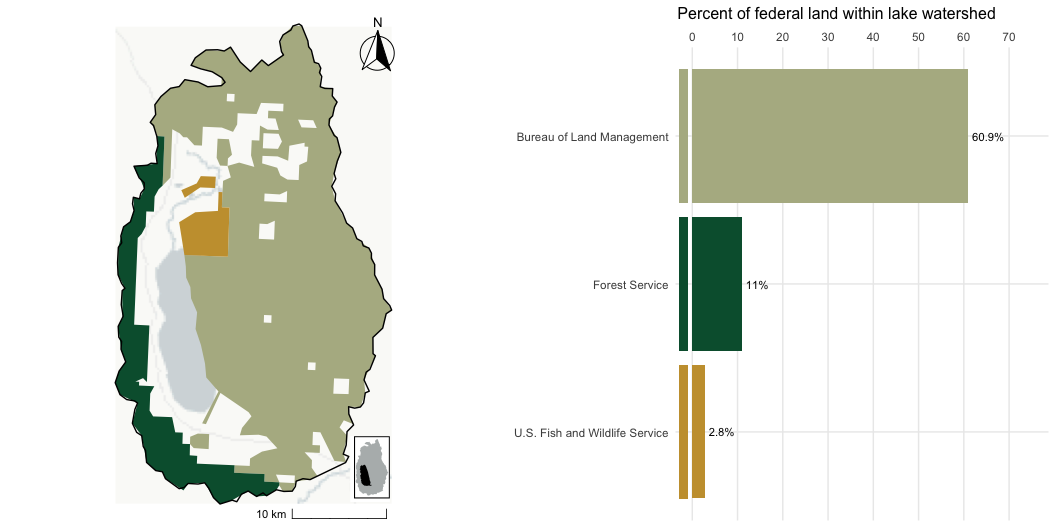 N
10 km
Percent of federal land within lake watershed
0 10 20 30 40 50 60 70
Bureau of Land Management 60.9%
Forest Service 11%
U.S. Fish and Wildlife Service 2.8%